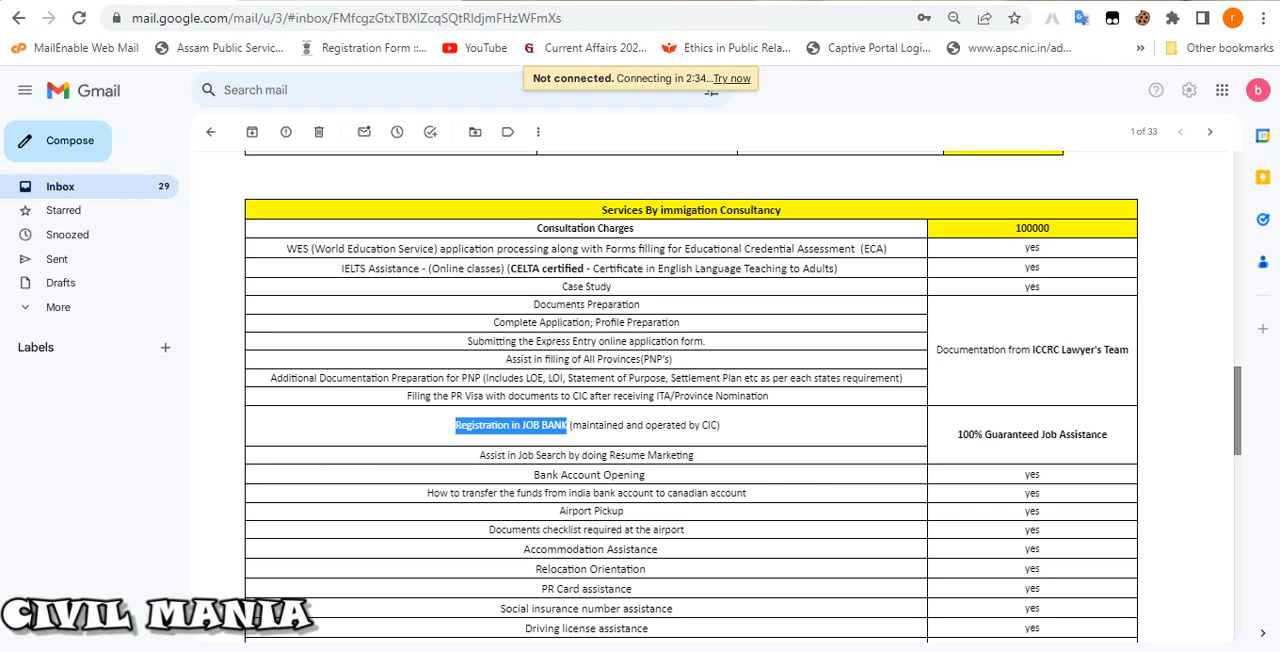 mail.google.com/mail/u/3/#inbox/FMfcgzGtxTBXlZcqSQtRldjmFHzWFmXs
r
MailEnable Web Mail
Assam Public Servic...
Registration Form ::...
YouTube
Current Affairs 202...
Ethics in Public Rela...
Captive Portal Logi...
www.apsc.nic.in/ad...
»
Other bookmarks
Not connected. Connecting in 2:34...Try now
Gmail
Search mail
b
Compose
1 of 33
Inbox 29
Starred
Snoozed
Sent
Drafts
More
Labels
Services By immigation Consultancy
Consultation Charges 100000
WES (World Education Service) application processing along with Forms filling for Educational Credential Assessment (ECA) yes
IELTS Assistance - (Online classes) (CELTA certified - Certificate in English Language Teaching to Adults) yes
Case Study yes
Documents Preparation
Complete Application; Profile Preparation
Submitting the Express Entry online application form.
Documentation from ICCRC Lawyer's Team
Assist in filling of All Provinces(PNP's)
Additional Documentation Preparation for PNP (Includes LOE, LOI, Statement of Purpose, Settlement Plan etc as per each states requirement)
Filing the PR Visa with documents to CIC after receiving ITA/Province Nomination
Registration in JOB BANK (maintained and operated by CIC)
100% Guaranteed Job Assistance
Assist in Job Search by doing Resume Marketing
Bank Account Opening yes
How to transfer the funds from india bank account to canadian account yes
Airport Pickup yes
Documents checklist required at the airport yes
Accommodation Assistance yes
Relocation Orientation yes
PR Card assistance yes
Social insurance number assistance yes
Driving license assistance yes
CIVIL MANIA